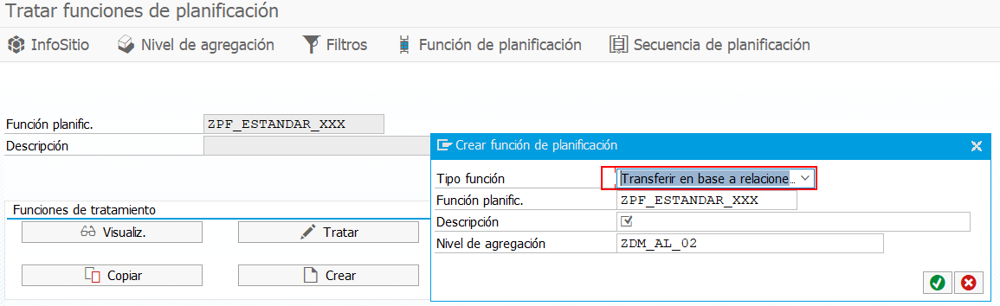 Tratar funciones de planificación
InfoSitio Nivel de agregación Filtros Función de planificación Secuencia de planificación
Función planific. ZPF_ESTANDAR_XXX
Descripción
Crear función de planificación
Tipo función Transferir en base a relacione...
Función planific. ZPF_ESTANDAR_XXX
Descripción
Nivel de agregación ZDM_AL_02
Funciones de tratamiento
Visualiz. Tratar
Copiar Crear